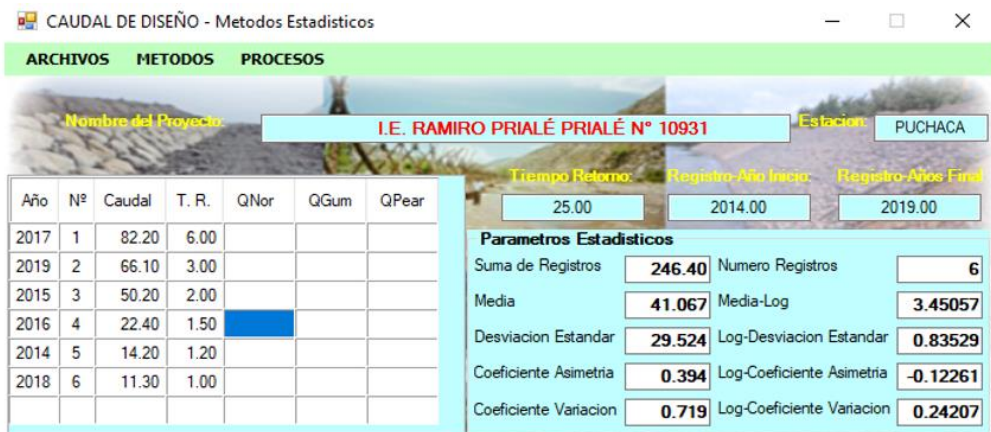 CAUDAL DE DISEÑO - Metodos Estadisticos
ARCHIVOS METODOS PROCESOS
Nombre del Proyecto: I.E. RAMIRO PRIALÉ PRIALÉ N° 10931 Estacion: PUCHACA
Tiempo Retorno: Registro-Año Inicio: Registro-Años Final
25.00 2014.00 2019.00
Año Nº Caudal T. R. QNor QGum QPear
2017 1 82.20 6.00
2019 2 66.10 3.00
2015 3 50.20 2.00
2016 4 22.40 1.50
2014 5 14.20 1.20
2018 6 11.30 1.00
Parametros Estadisticos
Suma de Registros 246.40 Numero Registros 6
Media 41.067 Media-Log 3.45057
Desviacion Estandar 29.524 Log-Desviacion Estandar 0.83529
Coeficiente Asimetria 0.394 Log-Coeficiente Asimetria -0.12261
Coeficiente Variacion 0.719 Log-Coeficiente Variacion 0.24207